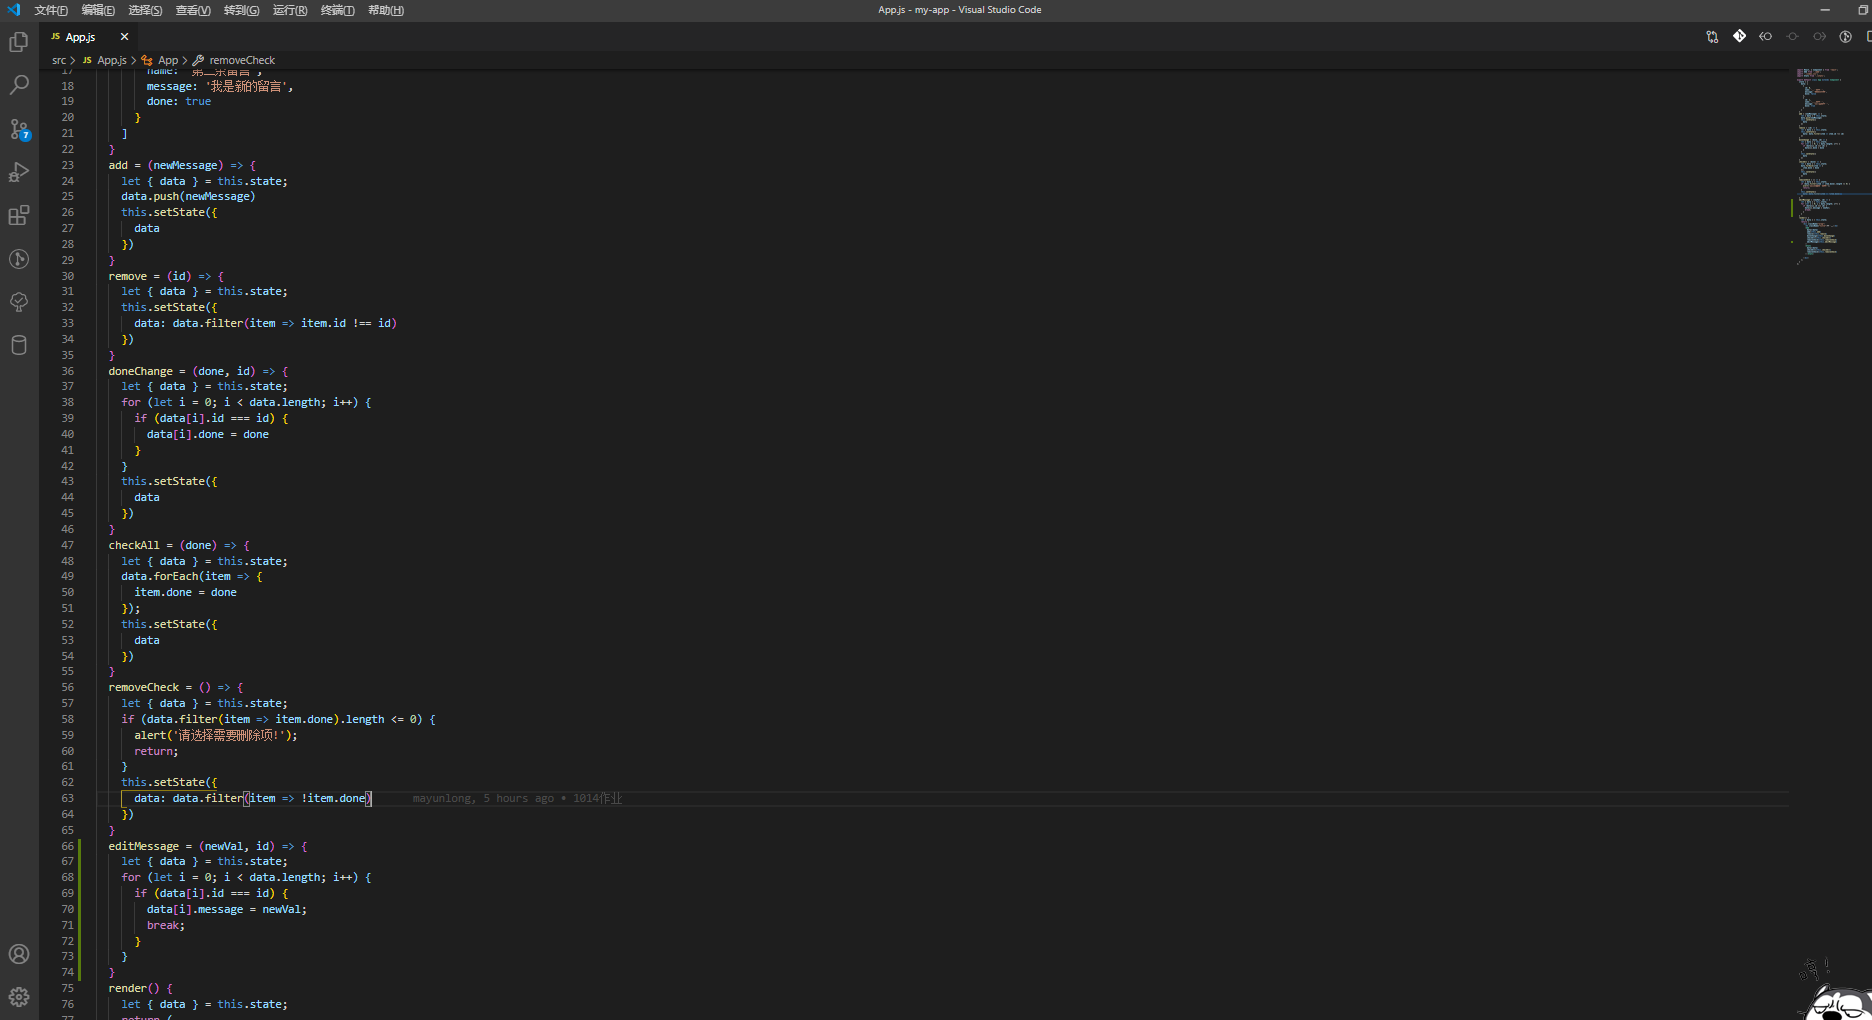 文件(F) 编辑(E) 选择(S) 查看(V) 转到(G) 运行(R) 终端(T) 帮助(H)
App.js - my-app - Visual Studio Code
JS App.js
src > JS App.js > App > removeCheck
7
17 name: '第二条留言',
18 message: '我是新的留言',
19 done: true
20 }
21 ]
22 }
23 add = (newMessage) => {
24 let { data } = this.state;
25 data.push(newMessage)
26 this.setState({
27 data
28 })
29 }
30 remove = (id) => {
31 let { data } = this.state;
32 this.setState({
33 data: data.filter(item => item.id !== id)
34 })
35 }
36 doneChange = (done, id) => {
37 let { data } = this.state;
38 for (let i = 0; i < data.length; i++) {
39 if (data[i].id === id) {
40 data[i].done = done
41 }
42 }
43 this.setState({
44 data
45 })
46 }
47 checkAll = (done) => {
48 let { data } = this.state;
49 data.forEach(item => {
50 item.done = done
51 });
52 this.setState({
53 data
54 })
55 }
56 removeCheck = () => {
57 let { data } = this.state;
58 if (data.filter(item => item.done).length <= 0) {
59 alert('请选择需要删除项!');
60 return;
61 }
62 this.setState({
63 data: data.filter(item => !item.done) mayunlong, 5 hours ago • 1014作业
64 })
65 }
66 editMessage = (newVal, id) => {
67 let { data } = this.state;
68 for (let i = 0; i < data.length; i++) {
69 if (data[i].id === id) {
70 data[i].message = newVal;
71 break;
72 }
73 }
74 }
75 render() {
76 let { data } = this.state;
77 return (